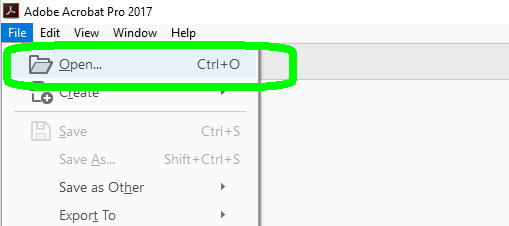 Adobe Acrobat Pro 2017
File Edit View Window Help
Open... Ctrl+O
Create
Save Ctrl+S
Save As... Shift+Ctrl+S
Save as Other
Export To